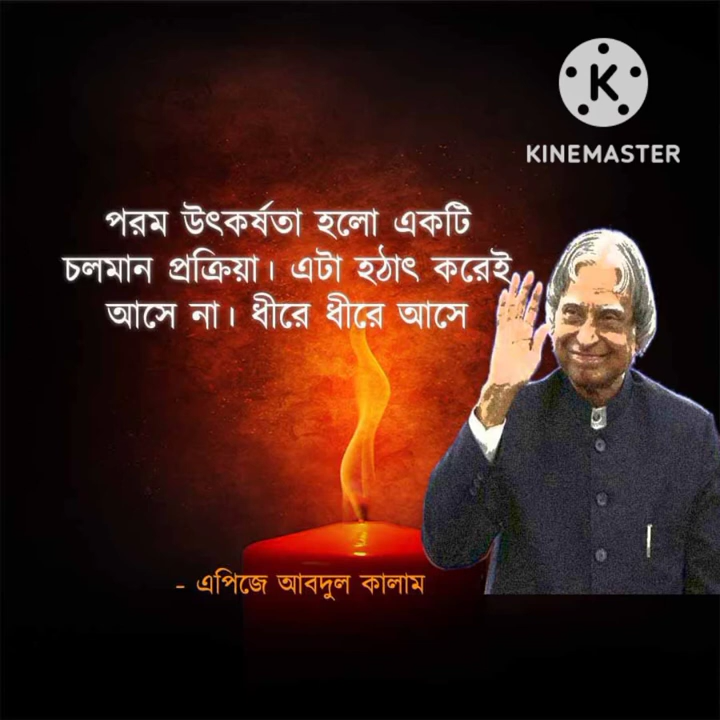 K
KINEMASTER
পরম উৎকর্ষতা হলো একটি
চলমান প্রক্রিয়া। এটা হঠাৎ করেই
আসে না। ধীরে ধীরে আসে
- এপিজে আবদুল কালাম